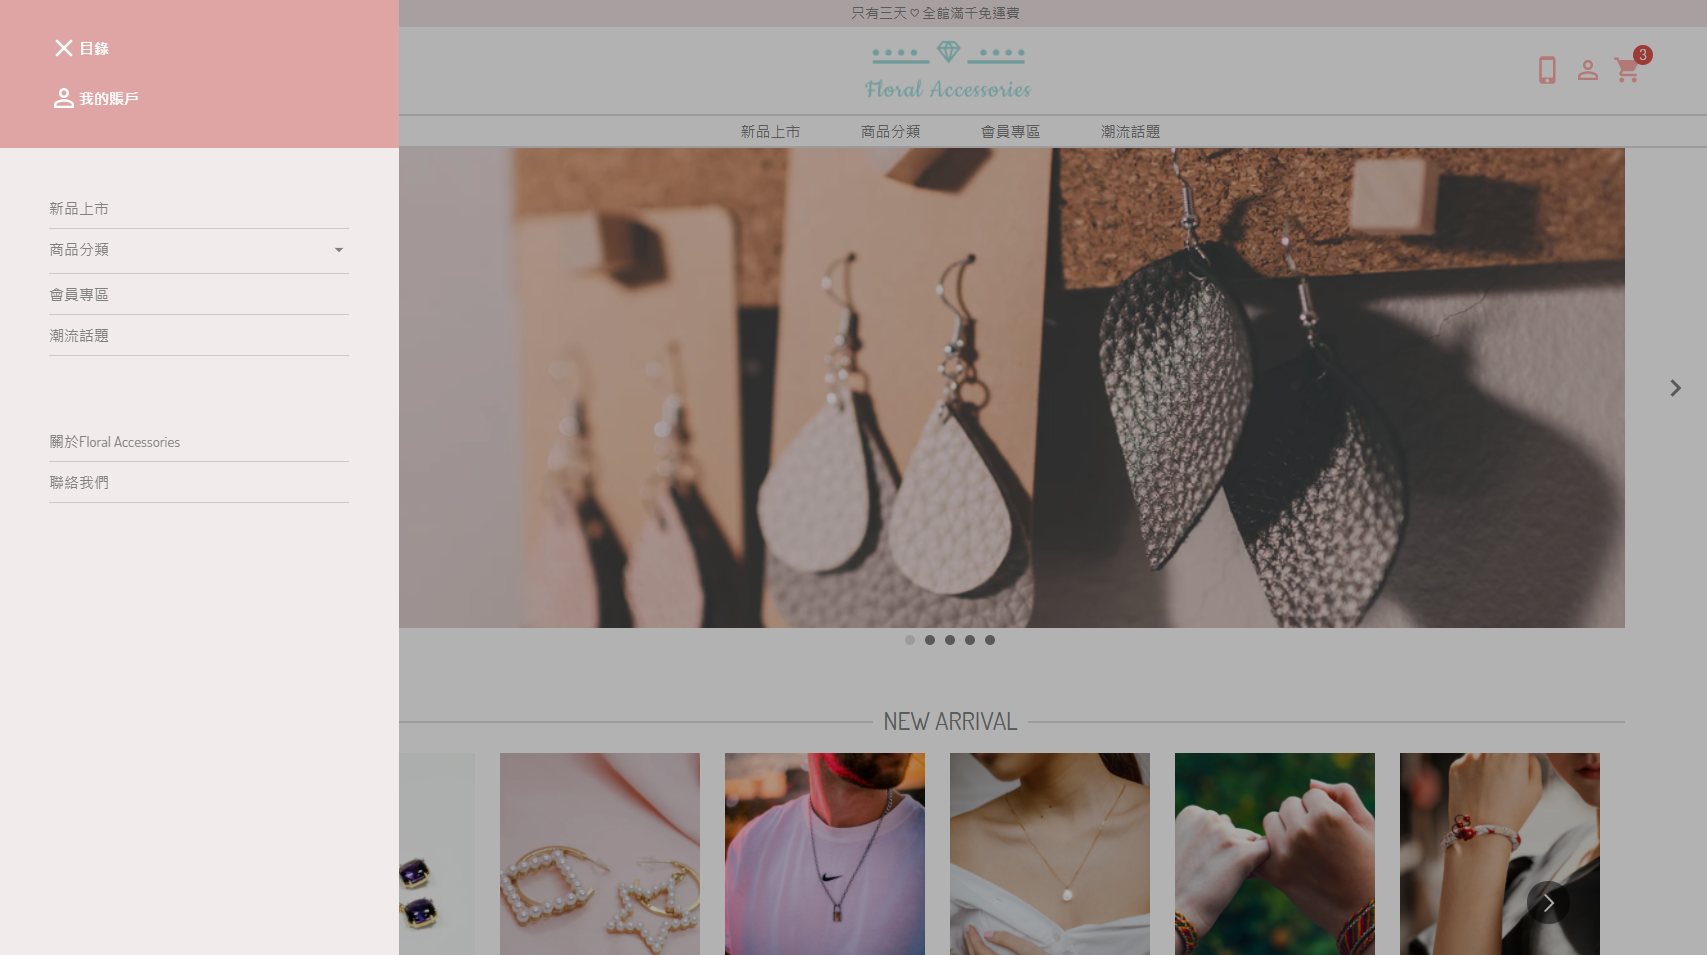 目錄
我的賬戶
新品上市
商品分類
會員專區
潮流話題
關於Floral Accessories
聯絡我們
只有三天♡全館滿千免運費
Floral Accessories
3
新品上市
商品分類
會員專區
潮流話題
NEW ARRIVAL